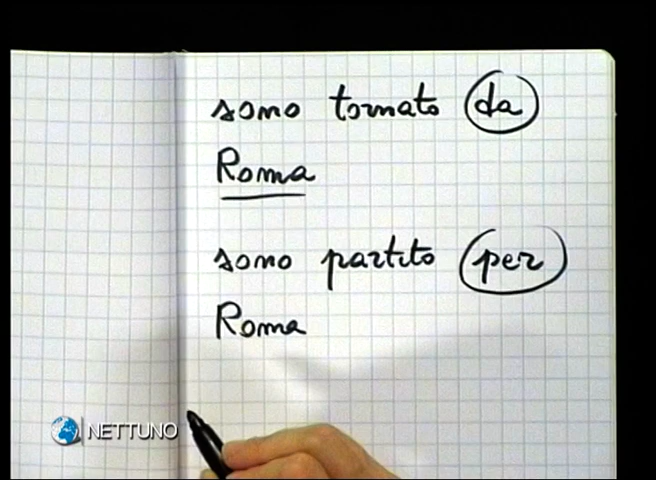 sono tornato da
Roma
sono partito per
Roma
NETTUNO